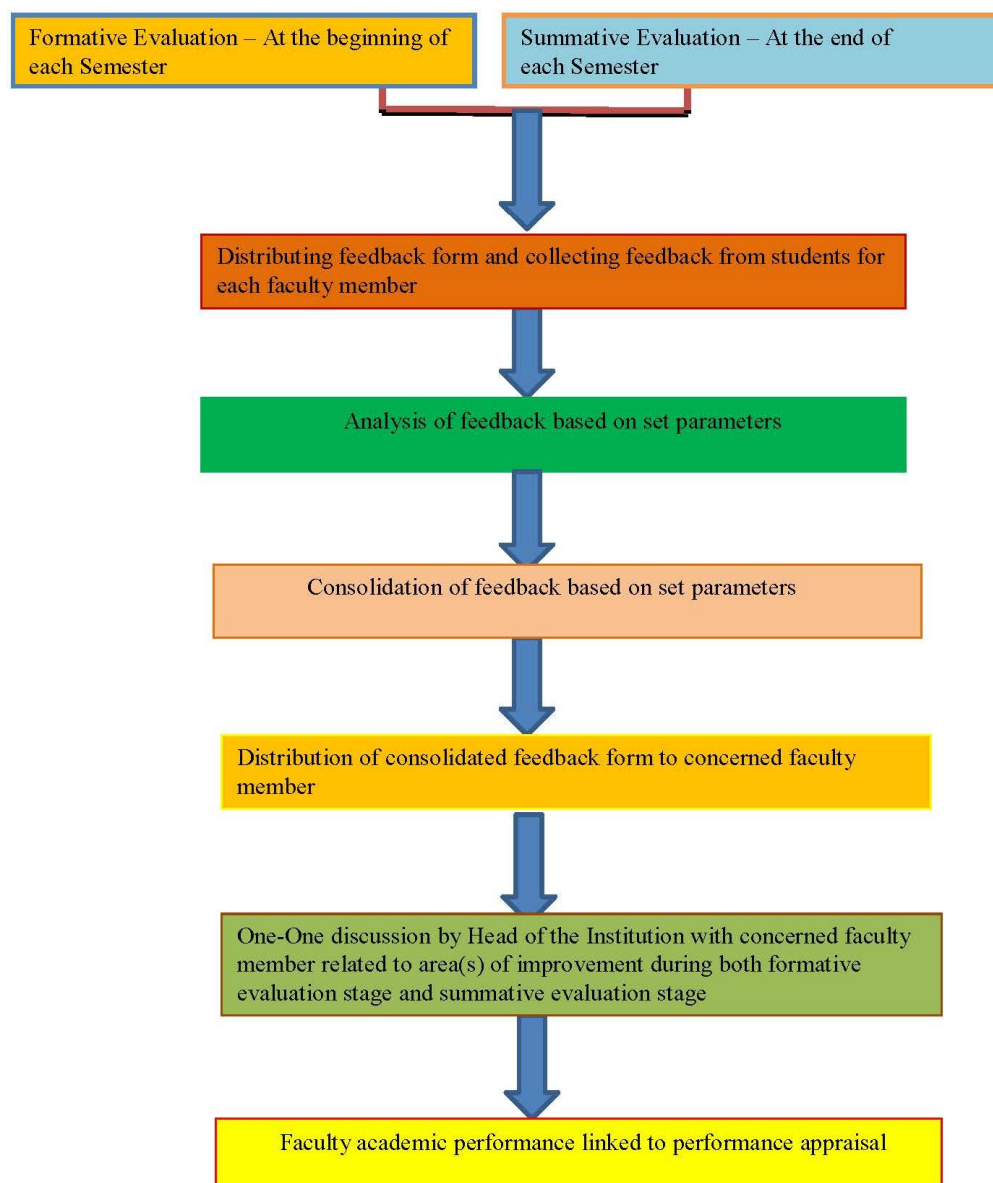 Formative Evaluation – At the beginning of
each Semester
Summative Evaluation – At the end of
each Semester
Distributing feedback form and collecting feedback from students for
each faculty member
Analysis of feedback based on set parameters
Consolidation of feedback based on set parameters
Distribution of consolidated feedback form to concerned faculty
member
One-One discussion by Head of the Institution with concerned faculty
member related to area(s) of improvement during both formative
evaluation stage and summative evaluation stage
Faculty academic performance linked to performance appraisal